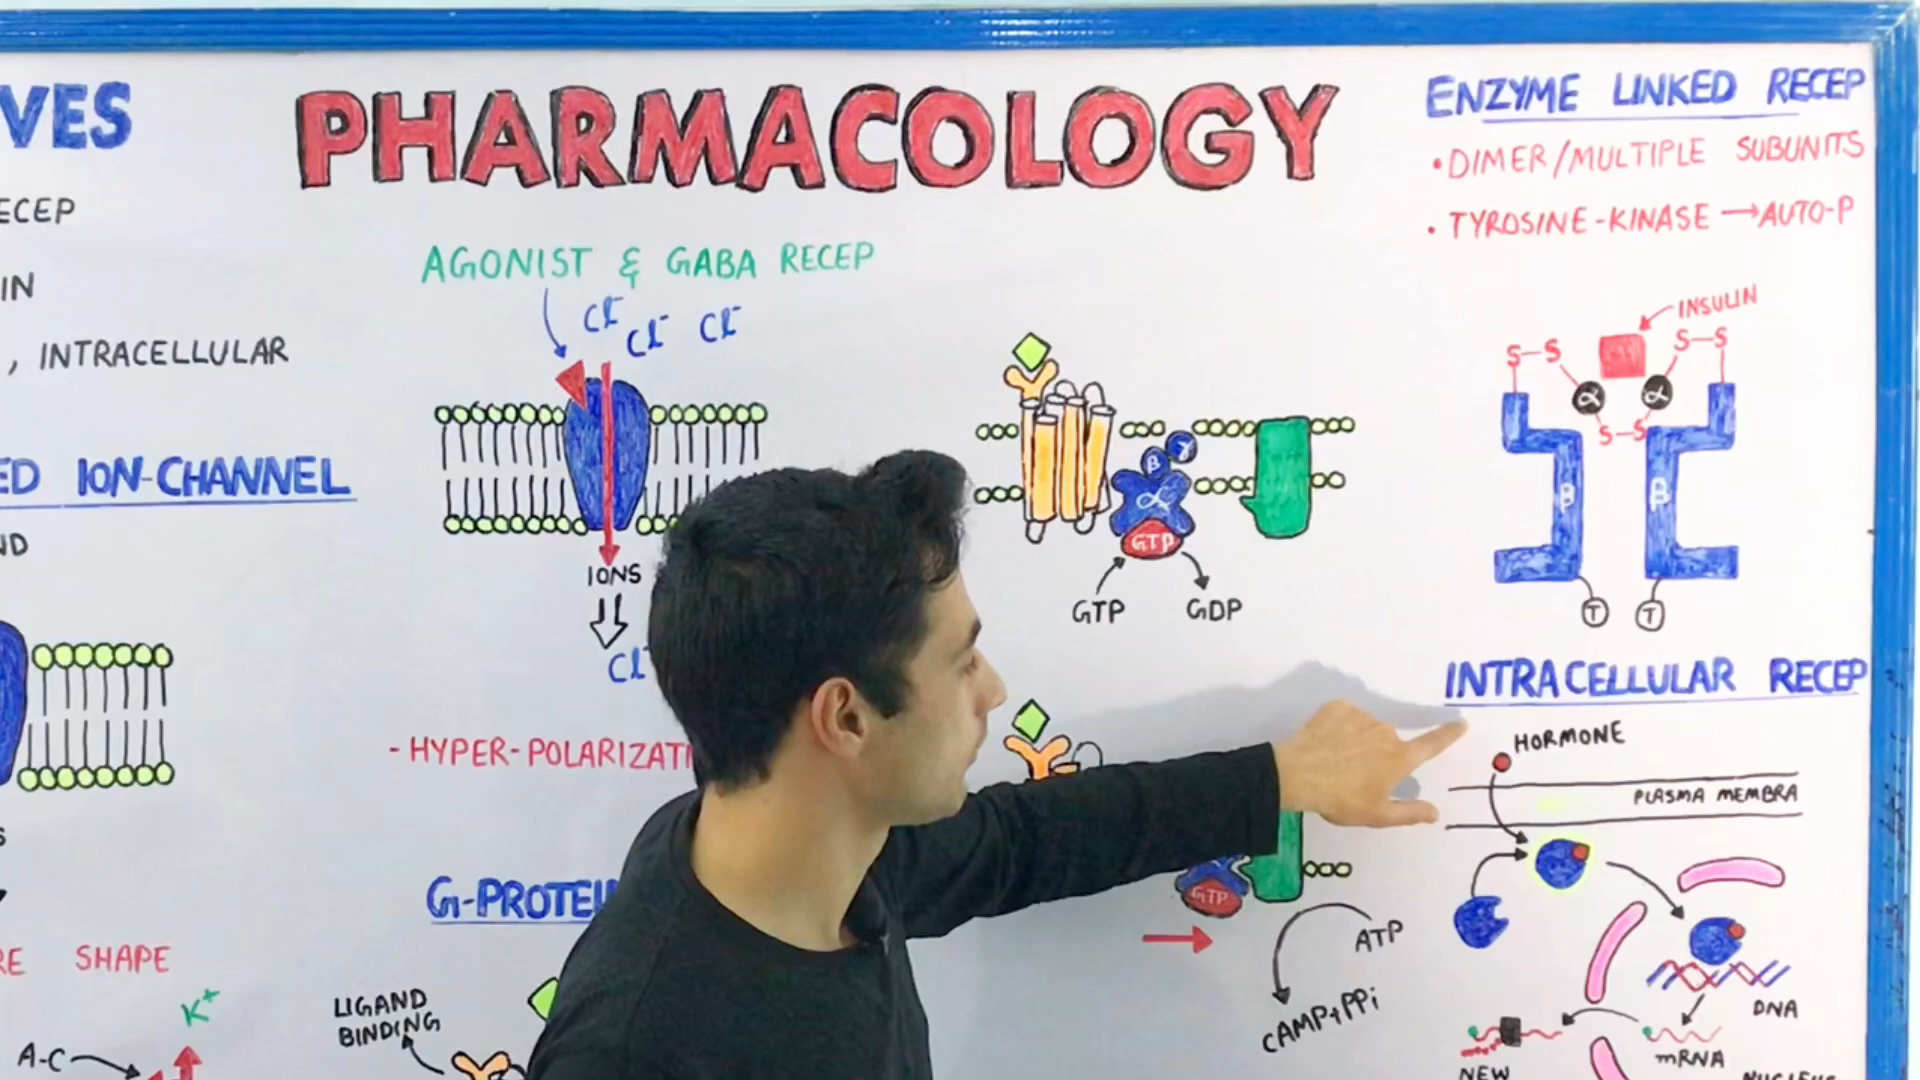 VES
ECEP
IN
, INTRACELLULAR
ED ION-CHANNEL
ND
S
RE SHAPE
K+
A-C
PHARMACOLOGY
AGONIST & GABA RECEP
Cl- Cl- Cl-
IONS
Cl
- HYPER-POLARIZATI
G-PROTEI
LIGAND
BINDING
β γ
α
GTP
GTP GDP
GTP
ATP
cAMP+PPi
ENZYME LINKED RECEP
• DIMER/MULTIPLE SUBUNITS
• TYROSINE-KINASE → AUTO-P
INSULIN
S-S S-S
α α
S-S
β β
T T
INTRACELLULAR RECEP
HORMONE
PLASMA MEMBRA
DNA
mRNA
NEW
NUCLEUS